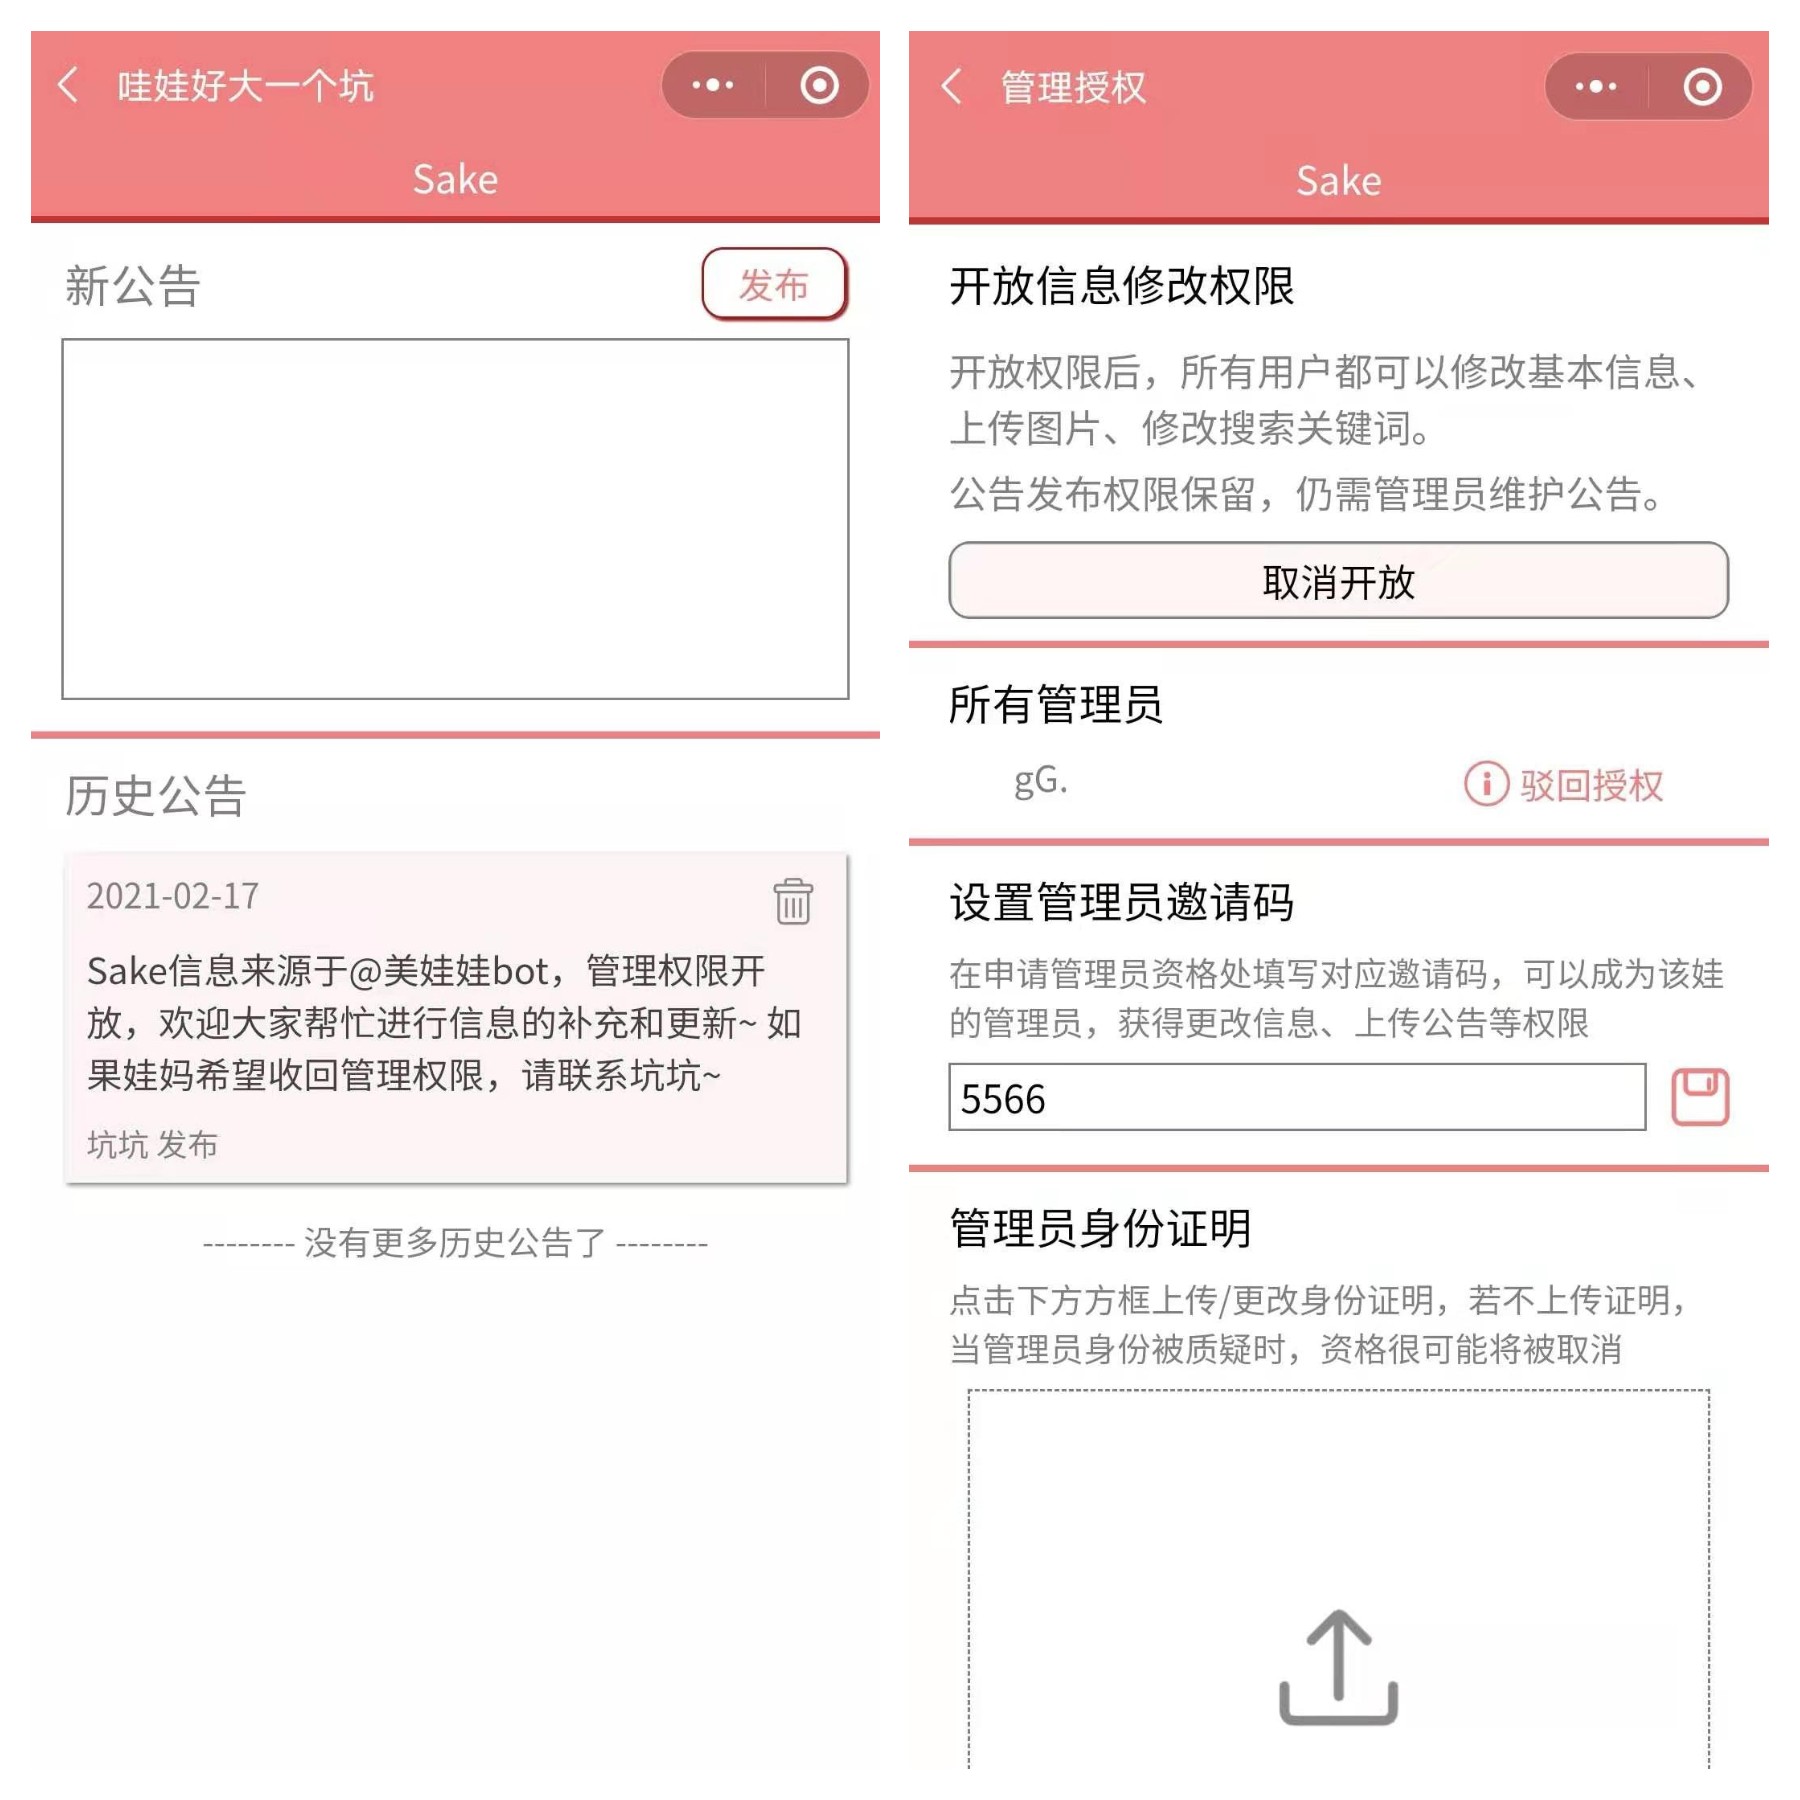 哇娃好大一个坑
Sake
新公告
发布
历史公告
2021-02-17
Sake信息来源于@美娃娃bot，管理权限开
放，欢迎大家帮忙进行信息的补充和更新~ 如
果娃妈希望收回管理权限，请联系坑坑~
坑坑 发布
-------- 没有更多历史公告了 --------
管理授权
Sake
开放信息修改权限
开放权限后，所有用户都可以修改基本信息、
上传图片、修改搜索关键词。
公告发布权限保留，仍需管理员维护公告。
取消开放
所有管理员
gG.
驳回授权
设置管理员邀请码
在申请管理员资格处填写对应邀请码，可以成为该娃
的管理员，获得更改信息、上传公告等权限
5566
管理员身份证明
点击下方方框上传/更改身份证明，若不上传证明，
当管理员身份被质疑时，资格很可能将被取消